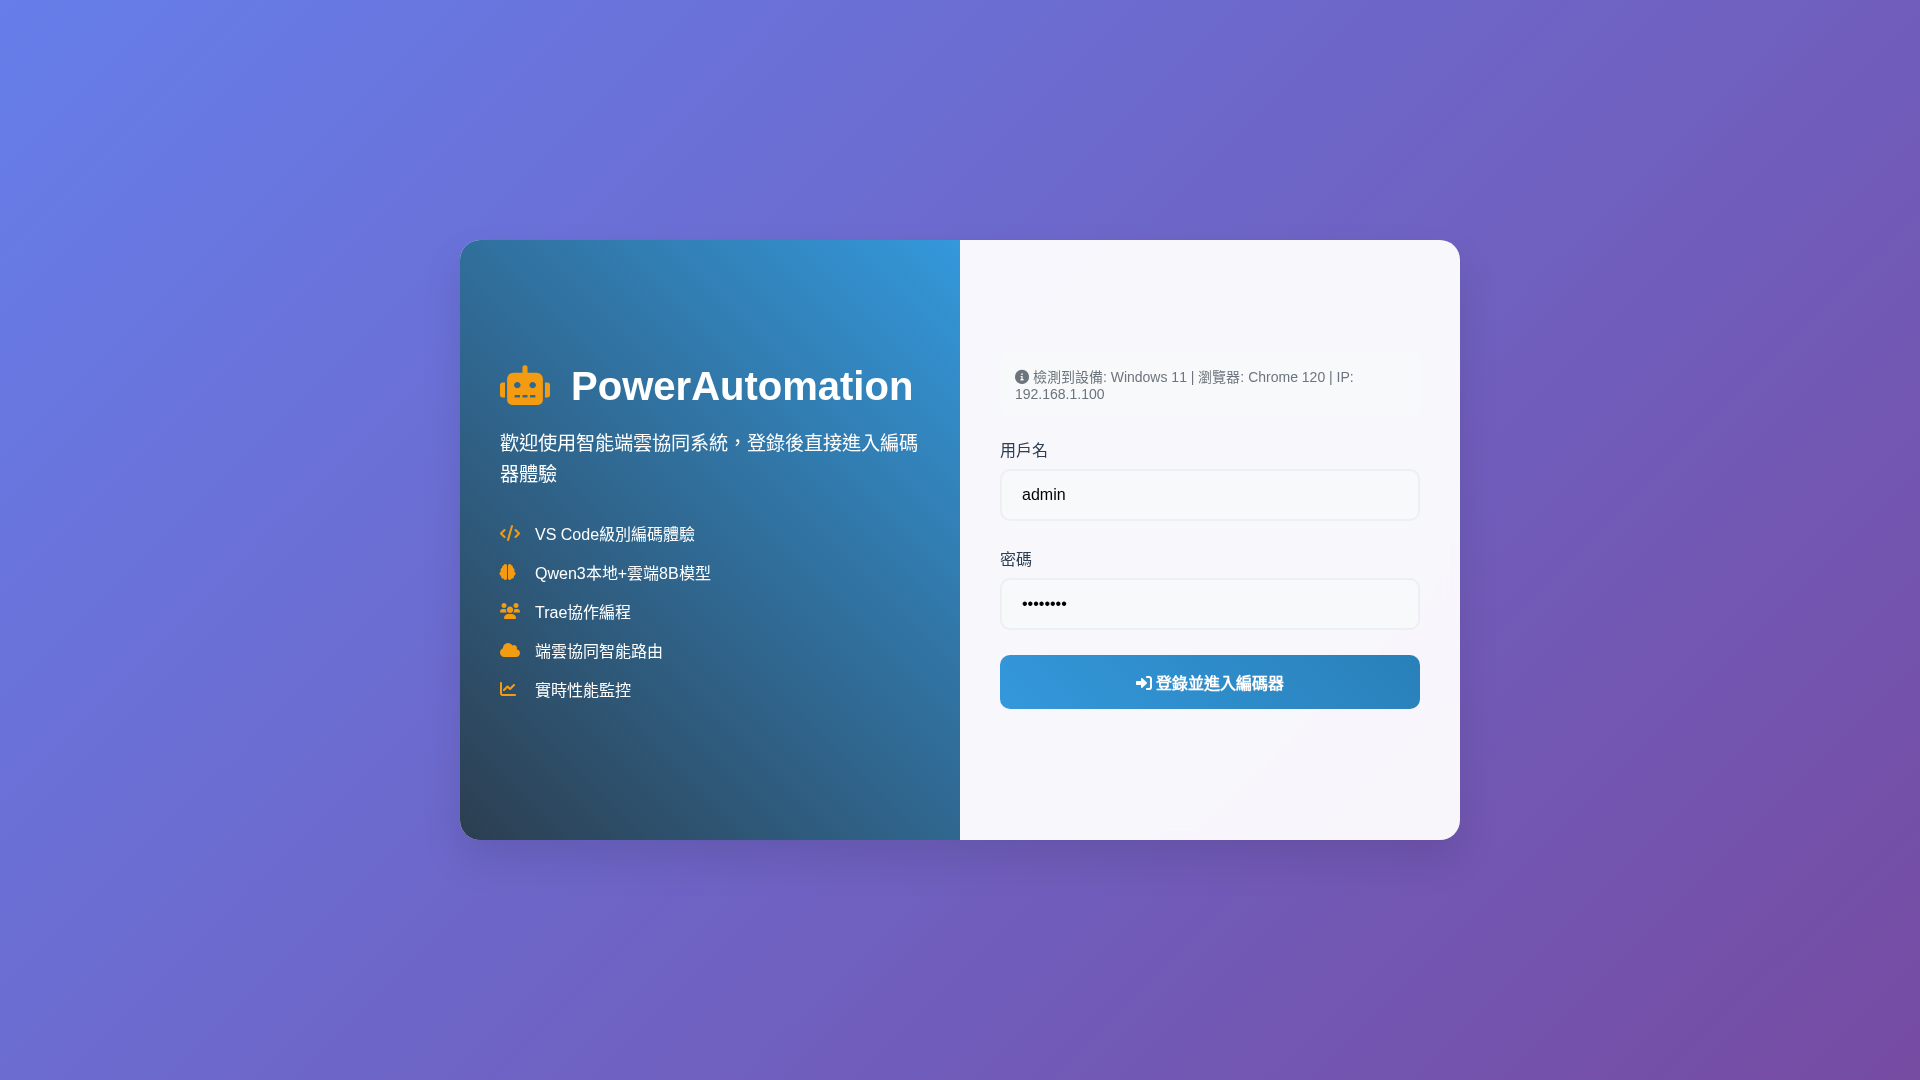 PowerAutomation
歡迎使用智能端雲協同系統，登錄後直接進入編碼
器體驗
VS Code級別編碼體驗
Qwen3本地+雲端8B模型
Trae協作編程
端雲協同智能路由
實時性能監控
檢測到設備: Windows 11 | 瀏覽器: Chrome 120 | IP:
192.168.1.100
用戶名
admin
密碼
••••••••
登錄並進入編碼器